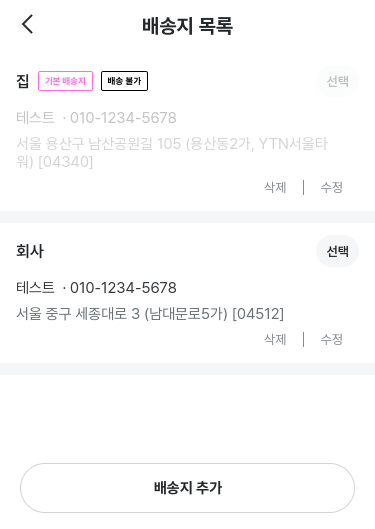 배송지 목록
집 기본 배송지 배송 불가 선택
테스트 · 010-1234-5678
서울 용산구 남산공원길 105 (용산동2가, YTN서울타
워) [04340]
삭제 | 수정
회사 선택
테스트 · 010-1234-5678
서울 중구 세종대로 3 (남대문로5가) [04512]
삭제 | 수정
배송지 추가